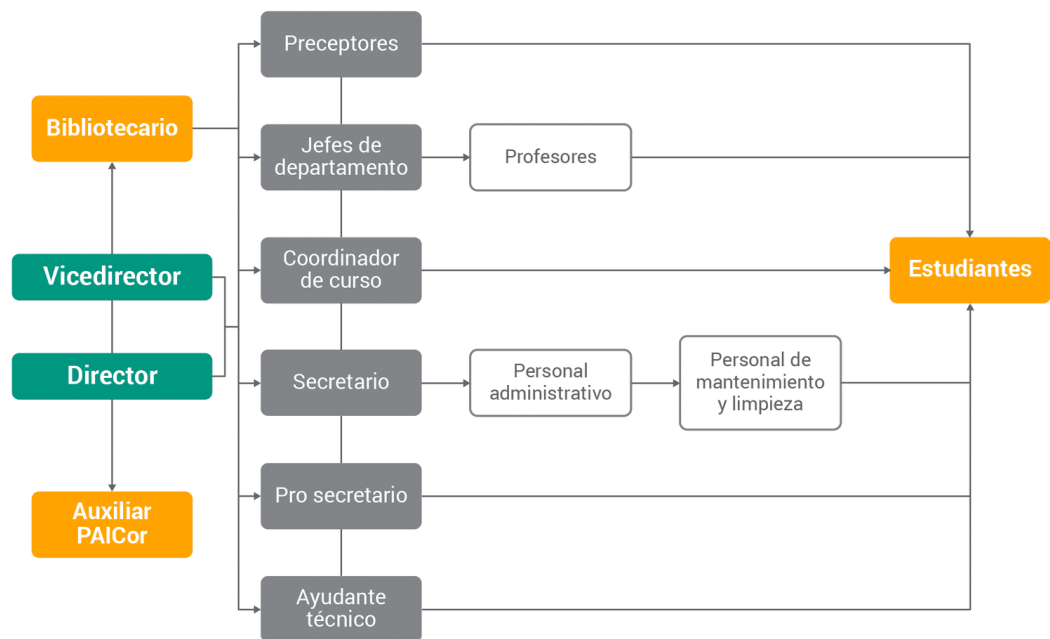 Preceptores
Bibliotecario
Jefes de
departamento
Profesores
Vicedirector
Coordinador
de curso
Estudiantes
Director
Secretario
Personal
administrativo
Personal de
mantenimiento
y limpieza
Auxiliar
PAICor
Pro secretario
Ayudante
técnico